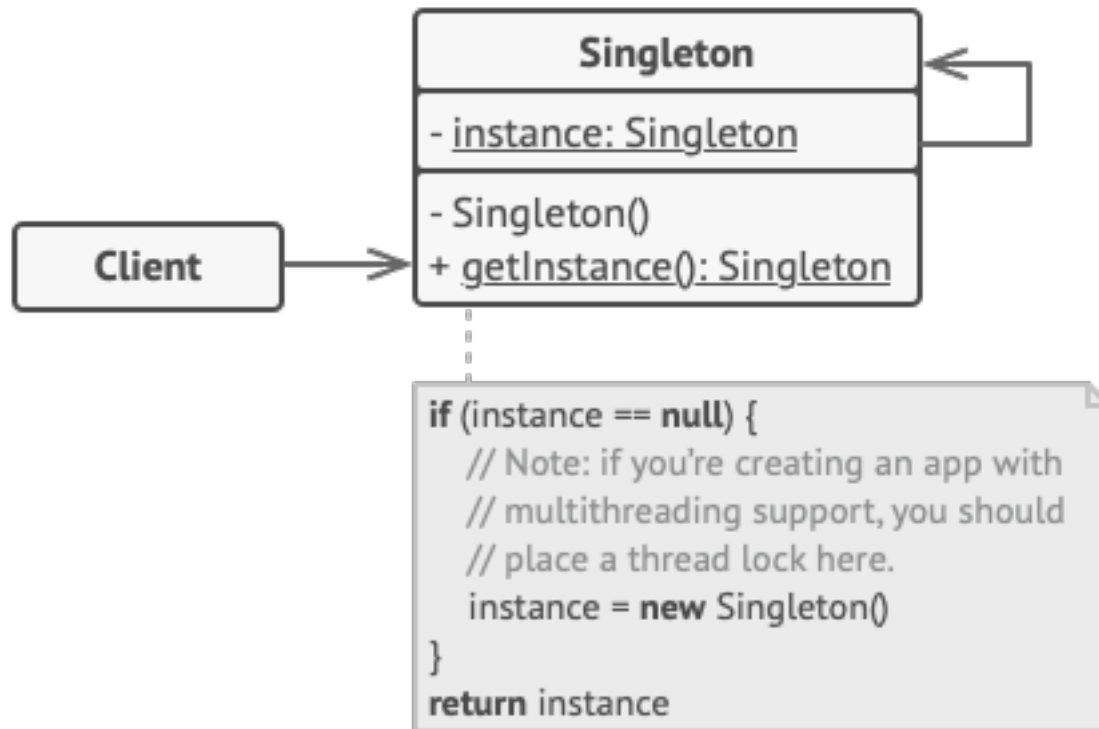 Singleton
- instance: Singleton
- Singleton()
+ getInstance(): Singleton
Client
if (instance == null) {
// Note: if you're creating an app with
// multithreading support, you should
// place a thread lock here.
instance = new Singleton()
}
return instance